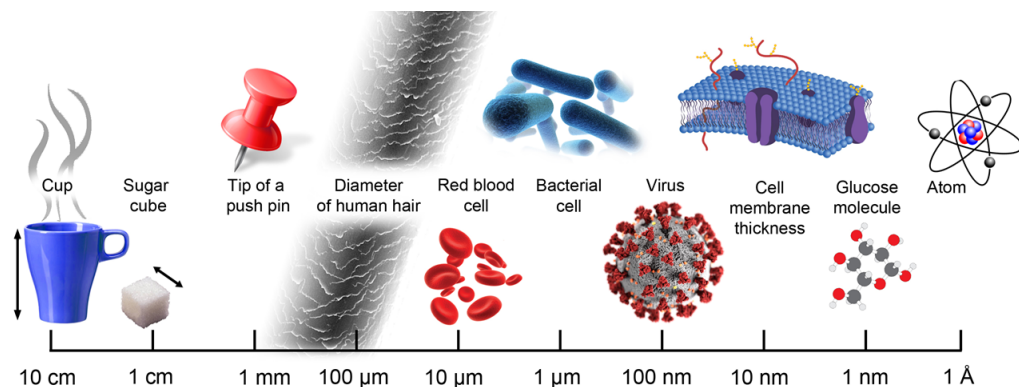 Cup
Sugar
cube
Tip of a
push pin
Diameter
of human hair
Red blood
cell
Bacterial
cell
Virus
Cell
membrane
thickness
Glucose
molecule
Atom
10 cm
1 cm
1 mm
100 µm
10 µm
1 µm
100 nm
10 nm
1 nm
1 Å